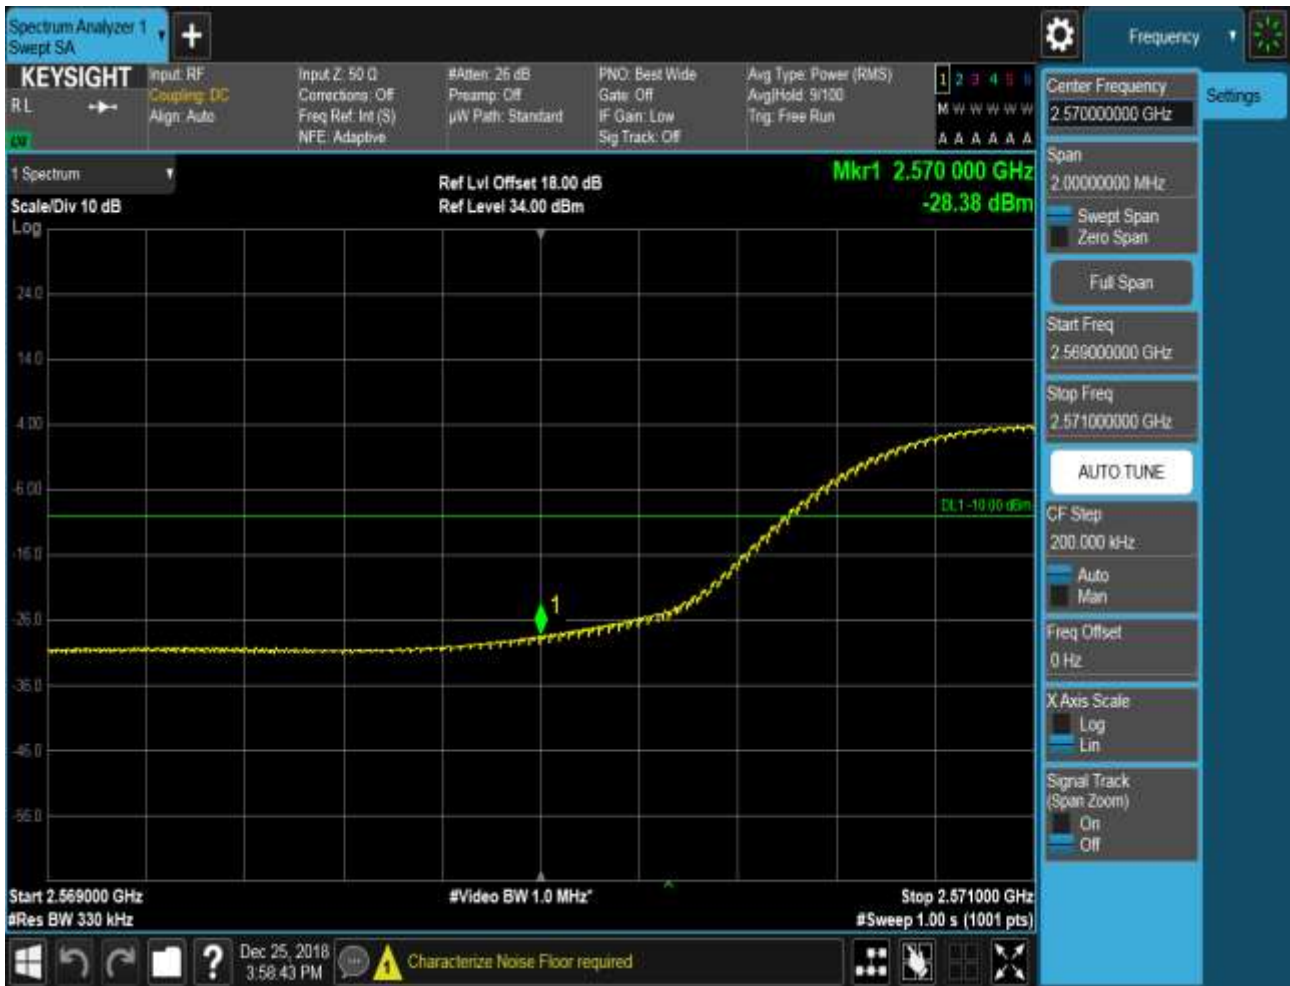 Spectrum Analyzer 1
Swept SA
Frequency
KEYSIGHT
R L
Input: RF
Coupling: DC
Align: Auto
Input Z: 50 Ω
Corrections: Off
Freq Ref: Int (S)
NFE: Adaptive
#Atten: 26 dB
Preamp: Off
µW Path: Standard
PNO: Best Wide
Gate: Off
IF Gain: Low
Sig Track: Off
Avg Type: Power (RMS)
Avg|Hold: 9/100
Trig: Free Run
1 2 3 4 5 6
M W W W W W
A A A A A A
1 Spectrum
Scale/Div 10 dB
Log
Ref Lvl Offset 18.00 dB
Ref Level 34.00 dBm
Mkr1 2.570 000 GHz
-28.38 dBm
24.0
14.0
4.00
-6.00
-16.0
-26.0
-36.0
-46.0
-56.0
DL1 -10.00 dBm
1
Start 2.569000 GHz
#Res BW 330 kHz
#Video BW 1.0 MHz*
Stop 2.571000 GHz
#Sweep 1.00 s (1001 pts)
Dec 25, 2018
3:58:43 PM
1
Characterize Noise Floor required
Center Frequency
2.570000000 GHz
Span
2.00000000 MHz
Swept Span
Zero Span
Full Span
Start Freq
2.569000000 GHz
Stop Freq
2.571000000 GHz
AUTO TUNE
CF Step
200.000 kHz
Auto
Man
Freq Offset
0 Hz
X Axis Scale
Log
Lin
Signal Track
(Span Zoom)
On
Off
Settings